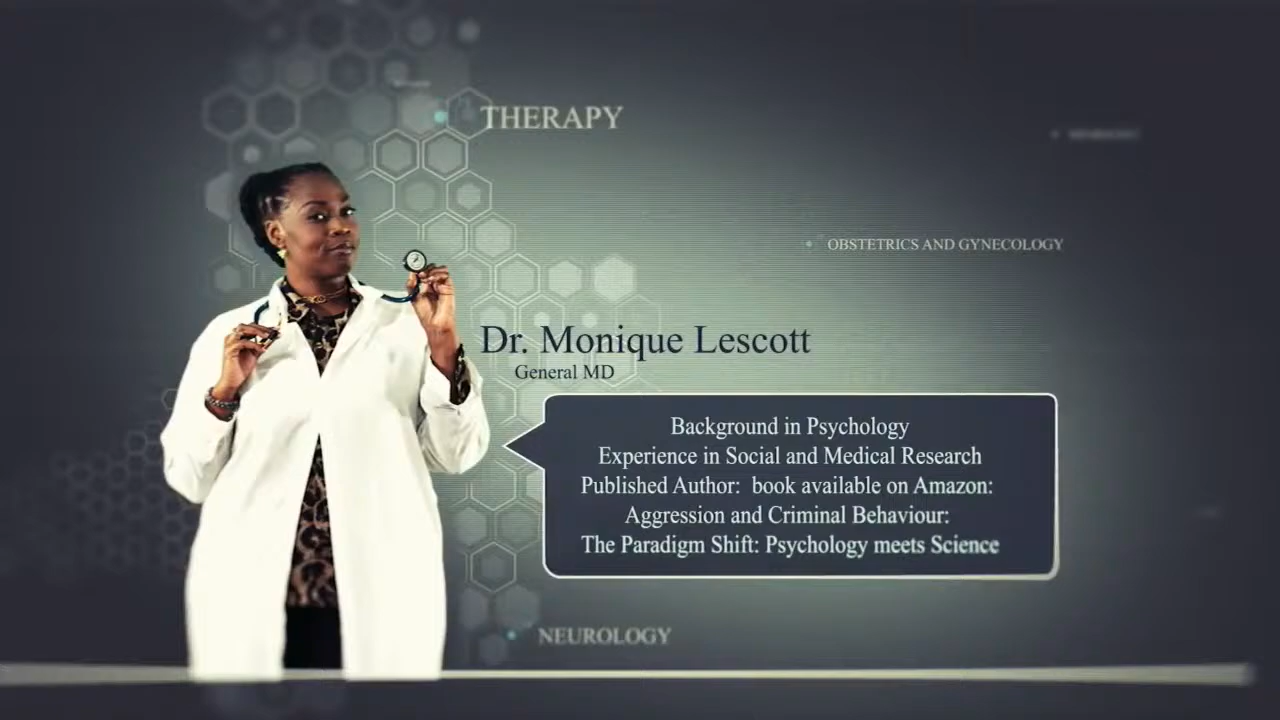 THERAPY
OBSTETRICS AND GYNECOLOGY
Dr. Monique Lescott
General MD
Background in Psychology
Experience in Social and Medical Research
Published Author: book available on Amazon:
Aggression and Criminal Behaviour:
The Paradigm Shift: Psychology meets Science
NEUROLOGY